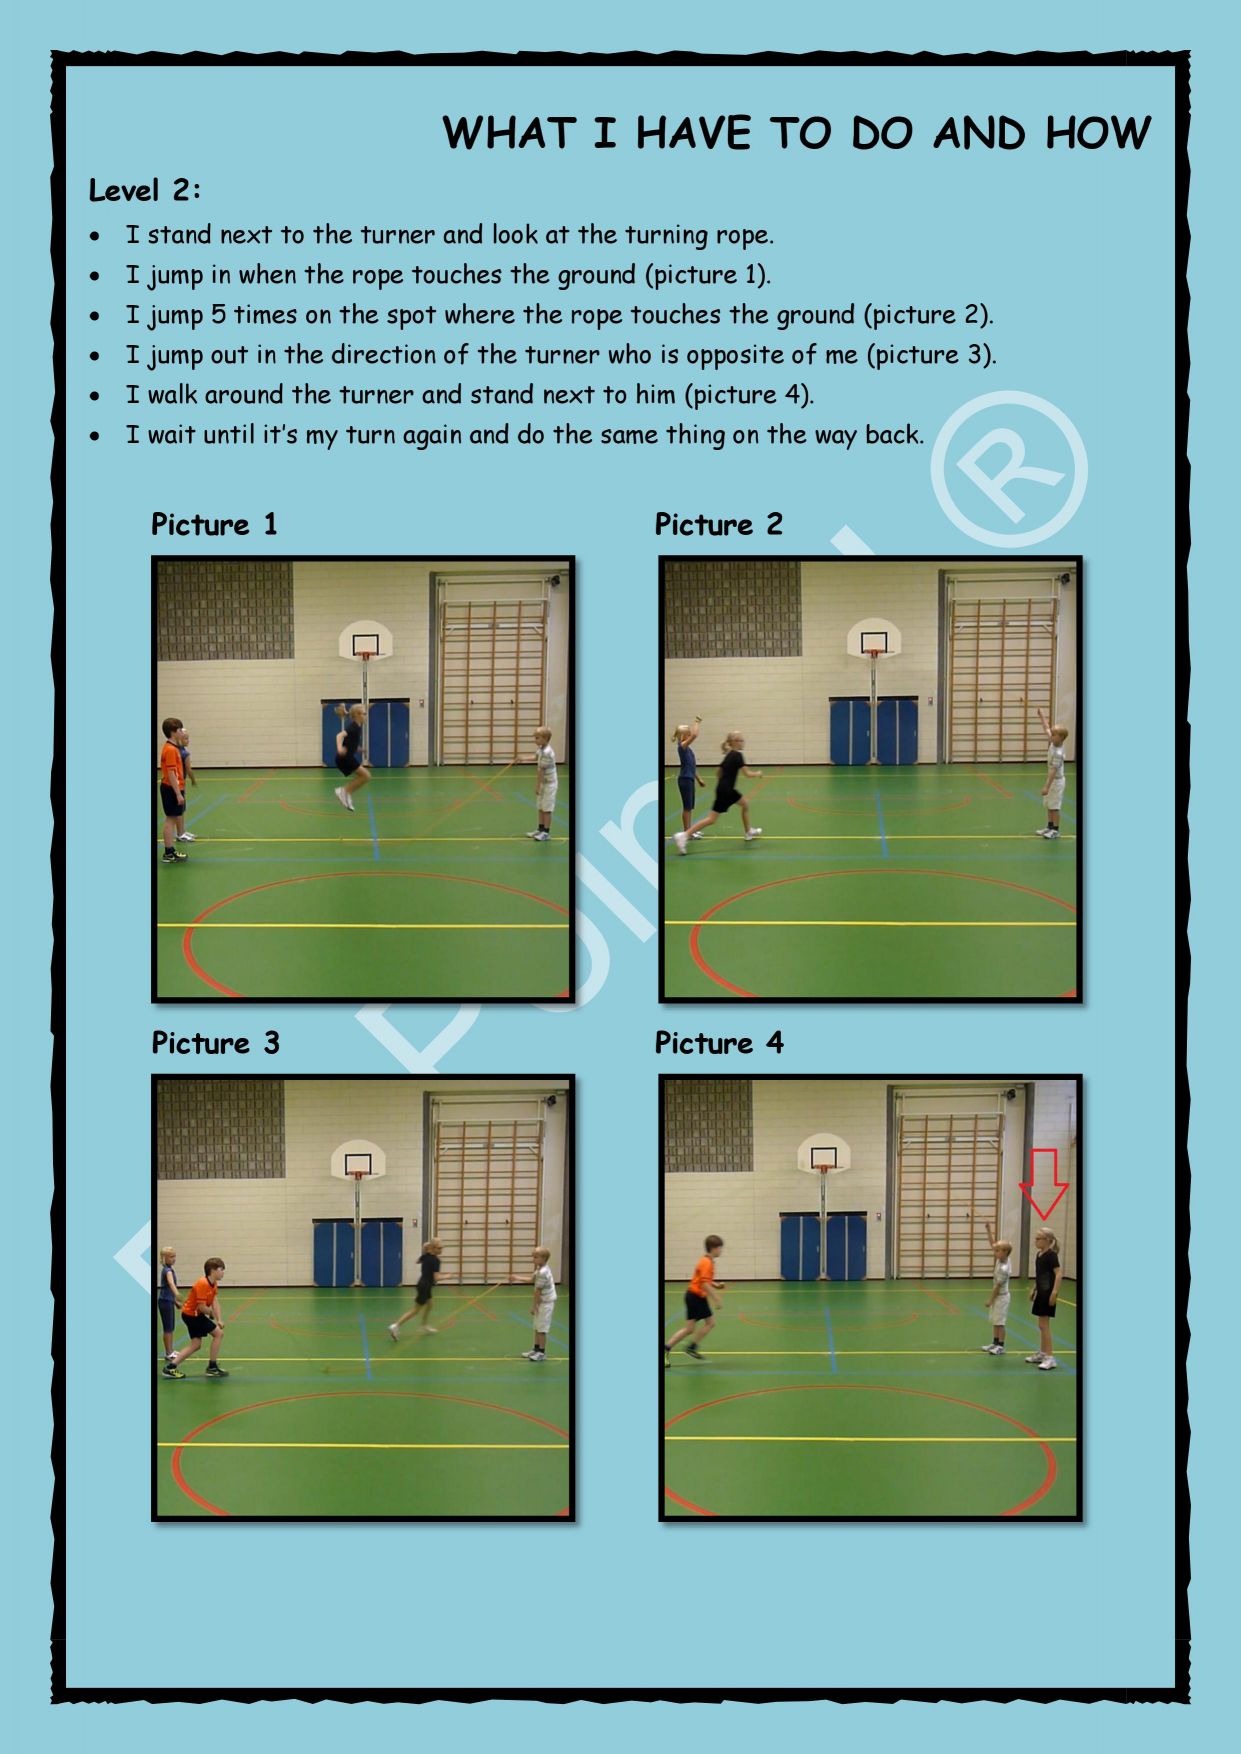 WHAT I HAVE TO DO AND HOW
Level 2:
• I stand next to the turner and look at the turning rope.
• I jump in when the rope touches the ground (picture 1).
• I jump 5 times on the spot where the rope touches the ground (picture 2).
• I jump out in the direction of the turner who is opposite of me (picture 3).
• I walk around the turner and stand next to him (picture 4).
• I wait until it's my turn again and do the same thing on the way back.
®
Picture 1
Picture 2
Picture 3
Picture 4